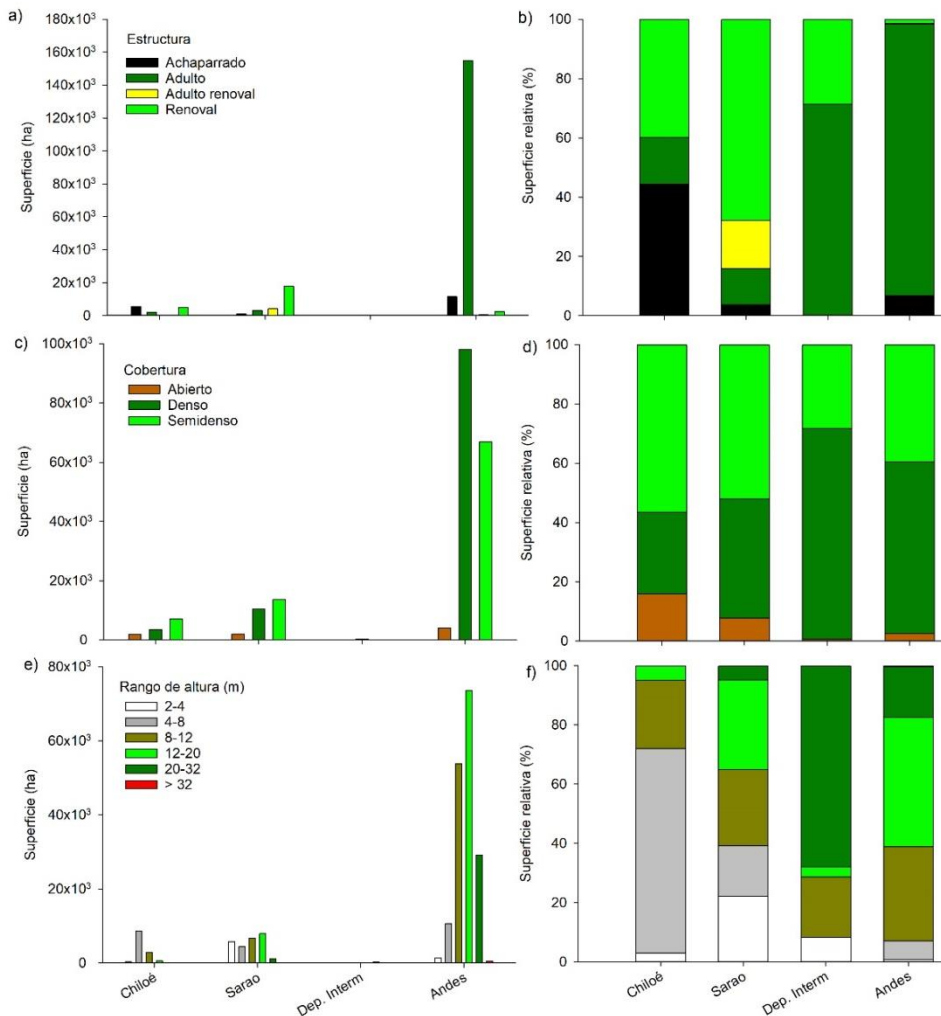 a)
Superficie (ha)
180x10³
160x10³
140x10³
120x10³
100x10³
80x10³
60x10³
40x10³
20x10³
0
Estructura
Achaparrado
Adulto
Adulto renoval
Renoval
b)
Superficie relativa (%)
100
80
60
40
20
0
c)
Superficie (ha)
100x10³
80x10³
60x10³
40x10³
20x10³
0
Cobertura
Abierto
Denso
Semidenso
d)
Superficie relativa (%)
100
80
60
40
20
0
e)
Superficie (ha)
80x10³
60x10³
40x10³
20x10³
0
Rango de altura (m)
2-4
4-8
8-12
12-20
20-32
> 32
Chiloé
Sarao
Dep. Interm
Andes
f)
Superficie relativa (%)
100
80
60
40
20
0
Chiloé
Sarao
Dep. Interm
Andes